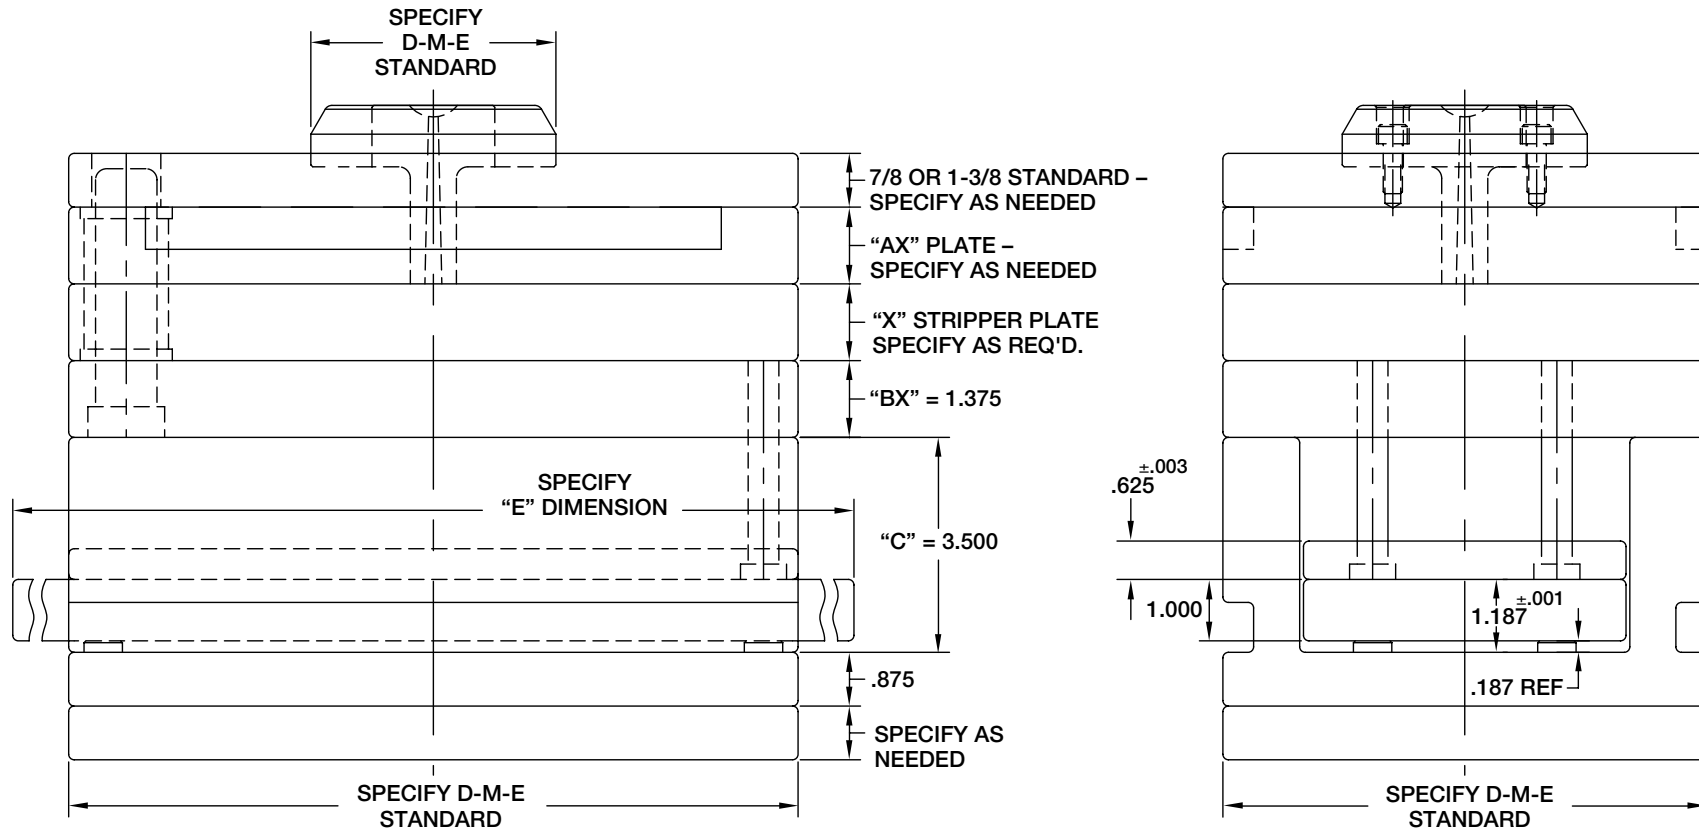 SPECIFY
D-M-E
STANDARD
7/8 OR 1-3/8 STANDARD –
SPECIFY AS NEEDED
“AX” PLATE –
SPECIFY AS NEEDED
“X” STRIPPER PLATE
SPECIFY AS REQ'D.
“BX” = 1.375
SPECIFY
“E” DIMENSION
“C” = 3.500
.875
SPECIFY AS
NEEDED
SPECIFY D-M-E
STANDARD
.625 ±.003
1.000
1.187 ±.001
.187 REF
SPECIFY D-M-E
STANDARD